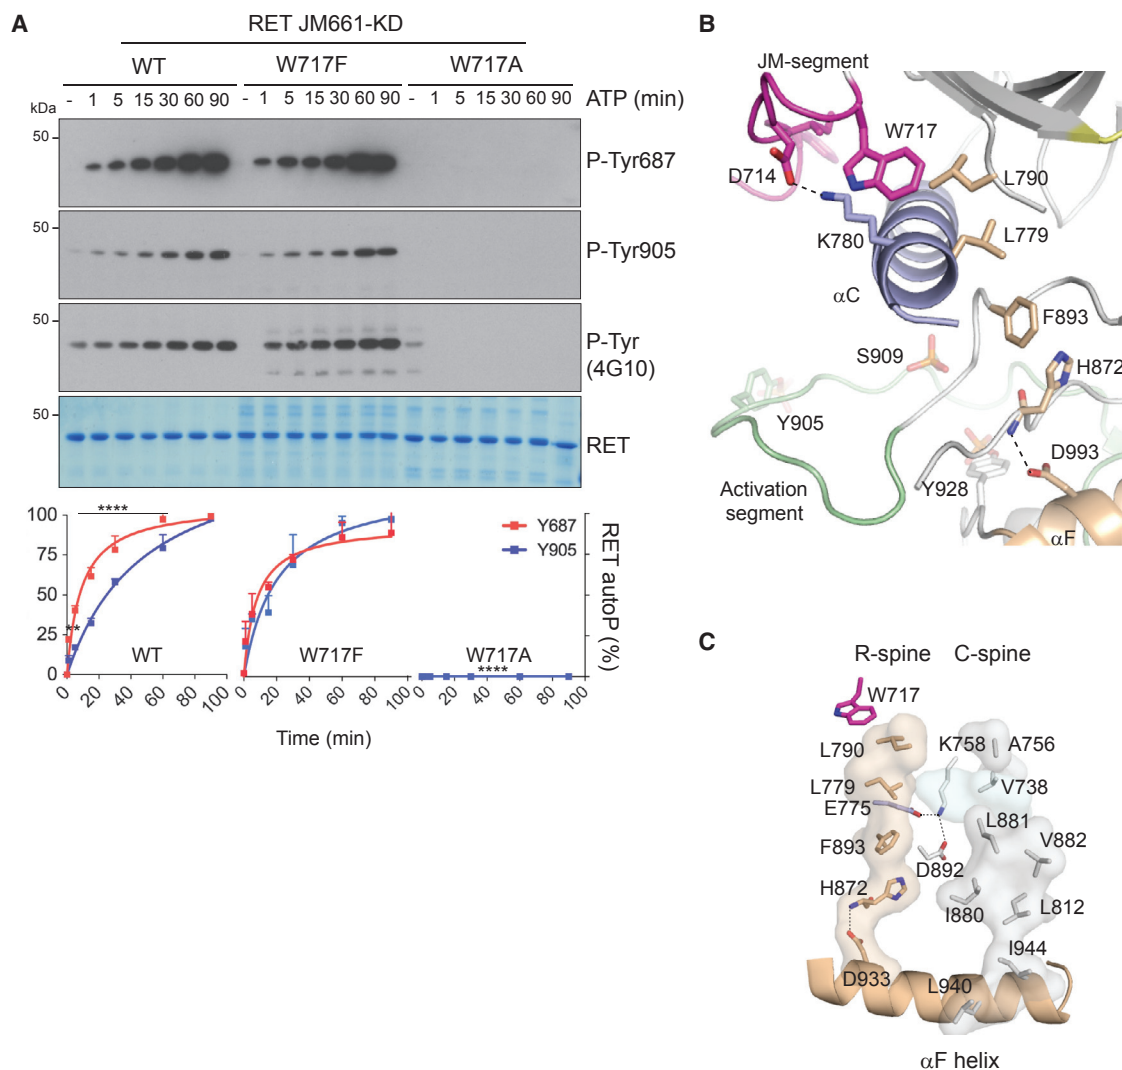 A
RET JM661-KD
WT W717F W717A
kDa - 1 5 15 30 60 90 - 1 5 15 30 60 90 - 1 5 15 30 60 90 ATP (min)
50
P-Tyr687
50
P-Tyr905
50
P-Tyr
(4G10)
50
RET
100
75
50
25
0
****
**
WT
W717F
****
W717A
Y687
Y905
RET autoP (%)
0 20 40 60 80 100 0 20 40 60 80 100 0 20 40 60 80 100
Time (min)
B
JM-segment
W717
D714
L790
K780
L779
αC
F893
S909
H872
Y905
D993
Y928
Activation
segment
αF
C
R-spine C-spine
W717
L790 K758 A756
L779 V738
E775
L881
F893 V882
D892
H872
I880 L812
I944
D933 L940
αF helix